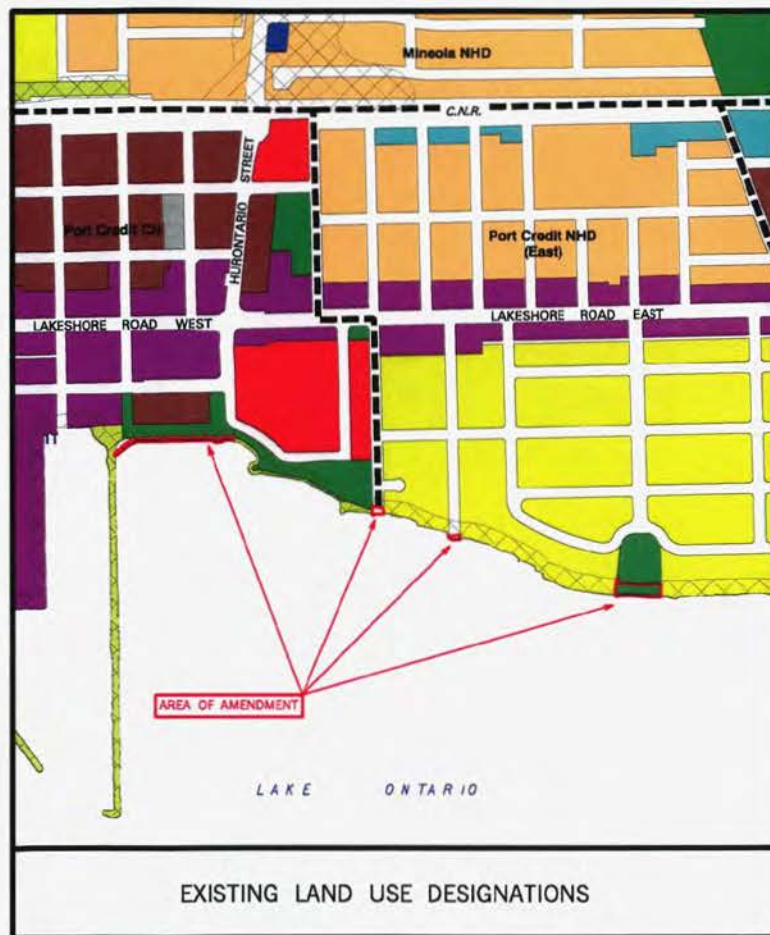 Mineola NHD
C.N.R.
HURONTARIO STREET
Port Credit CN
Port Credit NHD
(East)
LAKESHORE ROAD WEST
LAKESHORE ROAD EAST
AREA OF AMENDMENT
LAKE ONTARIO
EXISTING LAND USE DESIGNATIONS